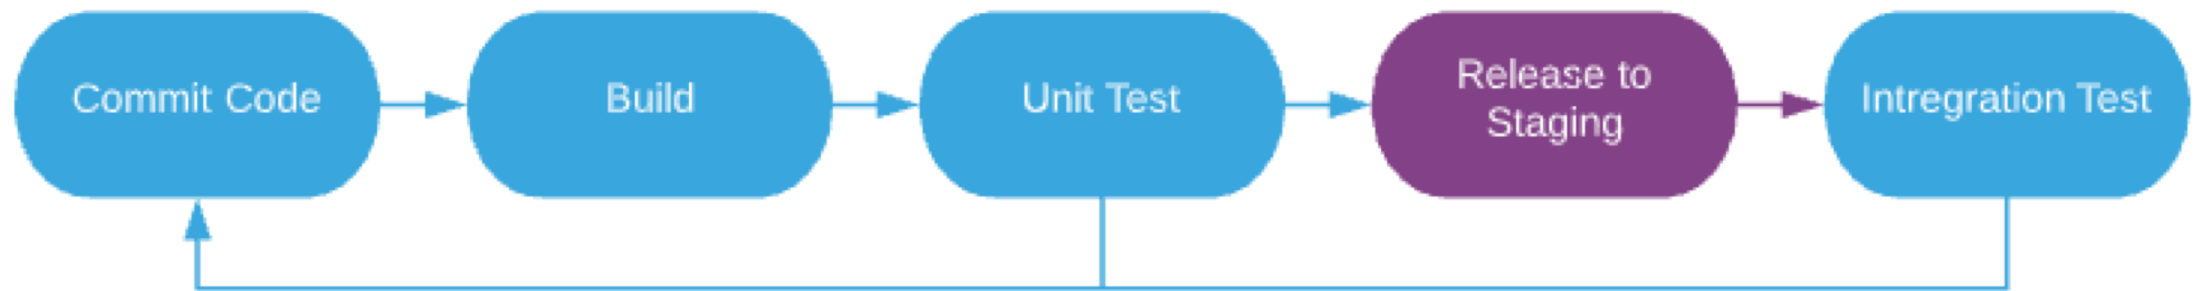 Commit Code
Build
Unit Test
Release to
Staging
Intregration Test